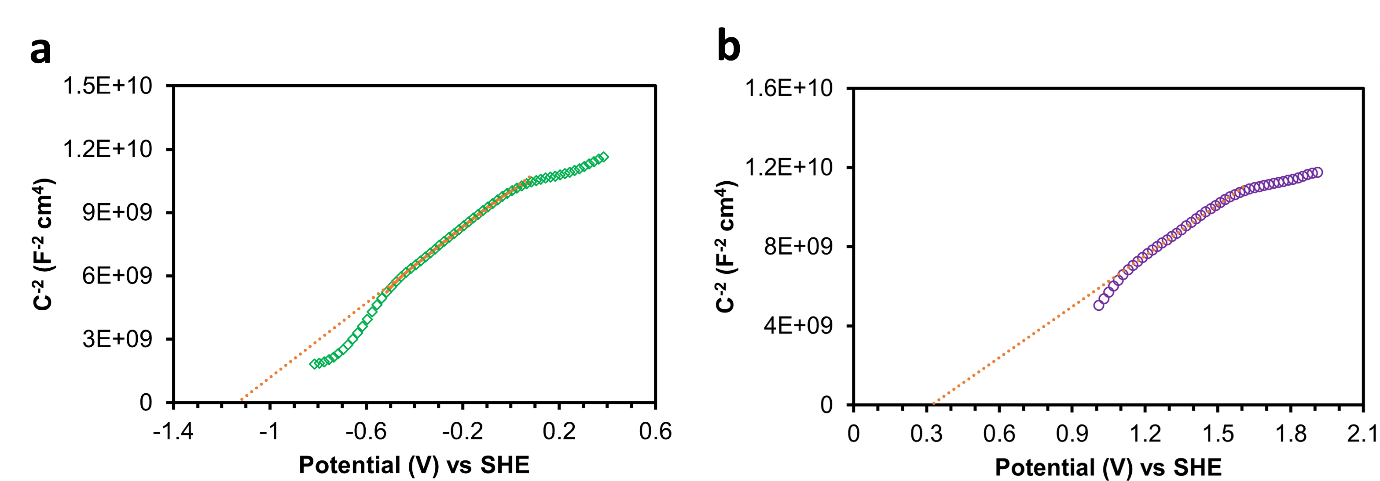 a
1.5E+10
1.2E+10
9E+09
6E+09
3E+09
0
C⁻² (F⁻² cm⁴)
-1.4 -1 -0.6 -0.2 0.2 0.6
Potential (V) vs SHE
b
1.6E+10
1.2E+10
8E+09
4E+09
0
C⁻² (F⁻² cm⁴)
0 0.3 0.6 0.9 1.2 1.5 1.8 2.1
Potential (V) vs SHE